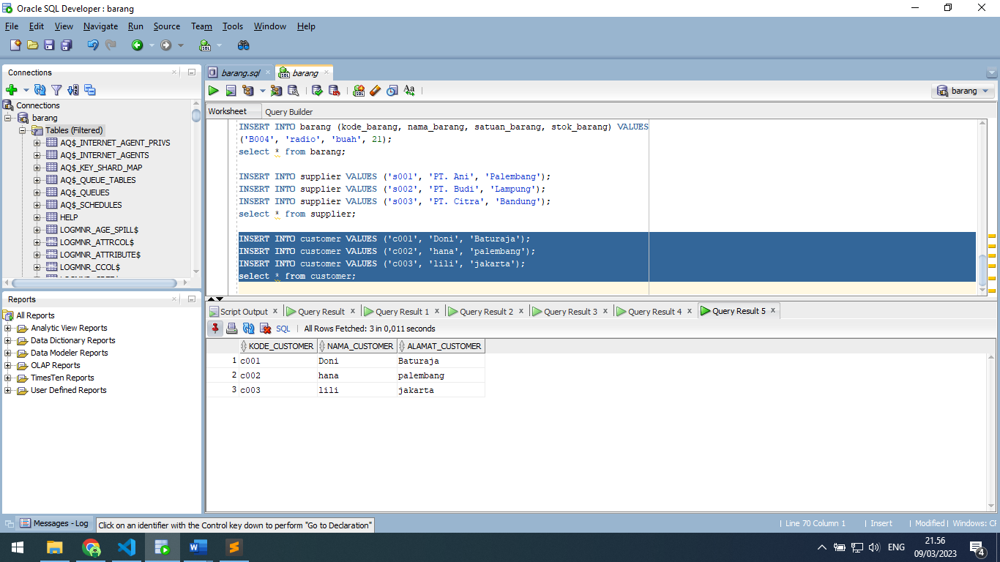 Oracle SQL Developer : barang
File Edit View Navigate Run Source Team Tools Window Help
Connections
Connections
barang
Tables (Filtered)
AQ$_INTERNET_AGENT_PRIVS
AQ$_INTERNET_AGENTS
AQ$_KEY_SHARD_MAP
AQ$_QUEUE_TABLES
AQ$_QUEUES
AQ$_SCHEDULES
HELP
LOGMNR_AGE_SPILL$
LOGMNR_ATTRCOL$
LOGMNR_ATTRIBUTE$
LOGMNR_CCOL$
Reports
All Reports
Analytic View Reports
Data Dictionary Reports
Data Modeler Reports
OLAP Reports
TimesTen Reports
User Defined Reports
barang.sql barang
barang
Worksheet Query Builder
INSERT INTO barang (kode_barang, nama_barang, satuan_barang, stok_barang) VALUES
('B004', 'radio', 'buah', 21);
select * from barang;
INSERT INTO supplier VALUES ('s001', 'PT. Ani', 'Palembang');
INSERT INTO supplier VALUES ('s002', 'PT. Budi', 'Lampung');
INSERT INTO supplier VALUES ('s003', 'PT. Citra', 'Bandung');
select * from supplier;
INSERT INTO customer VALUES ('c001', 'Doni', 'Baturaja');
INSERT INTO customer VALUES ('c002', 'hana', 'palembang');
INSERT INTO customer VALUES ('c003', 'lili', 'jakarta');
select * from customer;
Script Output Query Result Query Result 1 Query Result 2 Query Result 3 Query Result 4 Query Result 5
SQL All Rows Fetched: 3 in 0,011 seconds
KODE_CUSTOMER NAMA_CUSTOMER ALAMAT_CUSTOMER
1 c001 Doni Baturaja
2 c002 hana palembang
3 c003 lili jakarta
Messages - Log
Click on an identifier with the Control key down to perform "Go to Declaration"
Line 70 Column 1 Insert Modified Windows: CF
ENG
21.56
09/03/2023
4